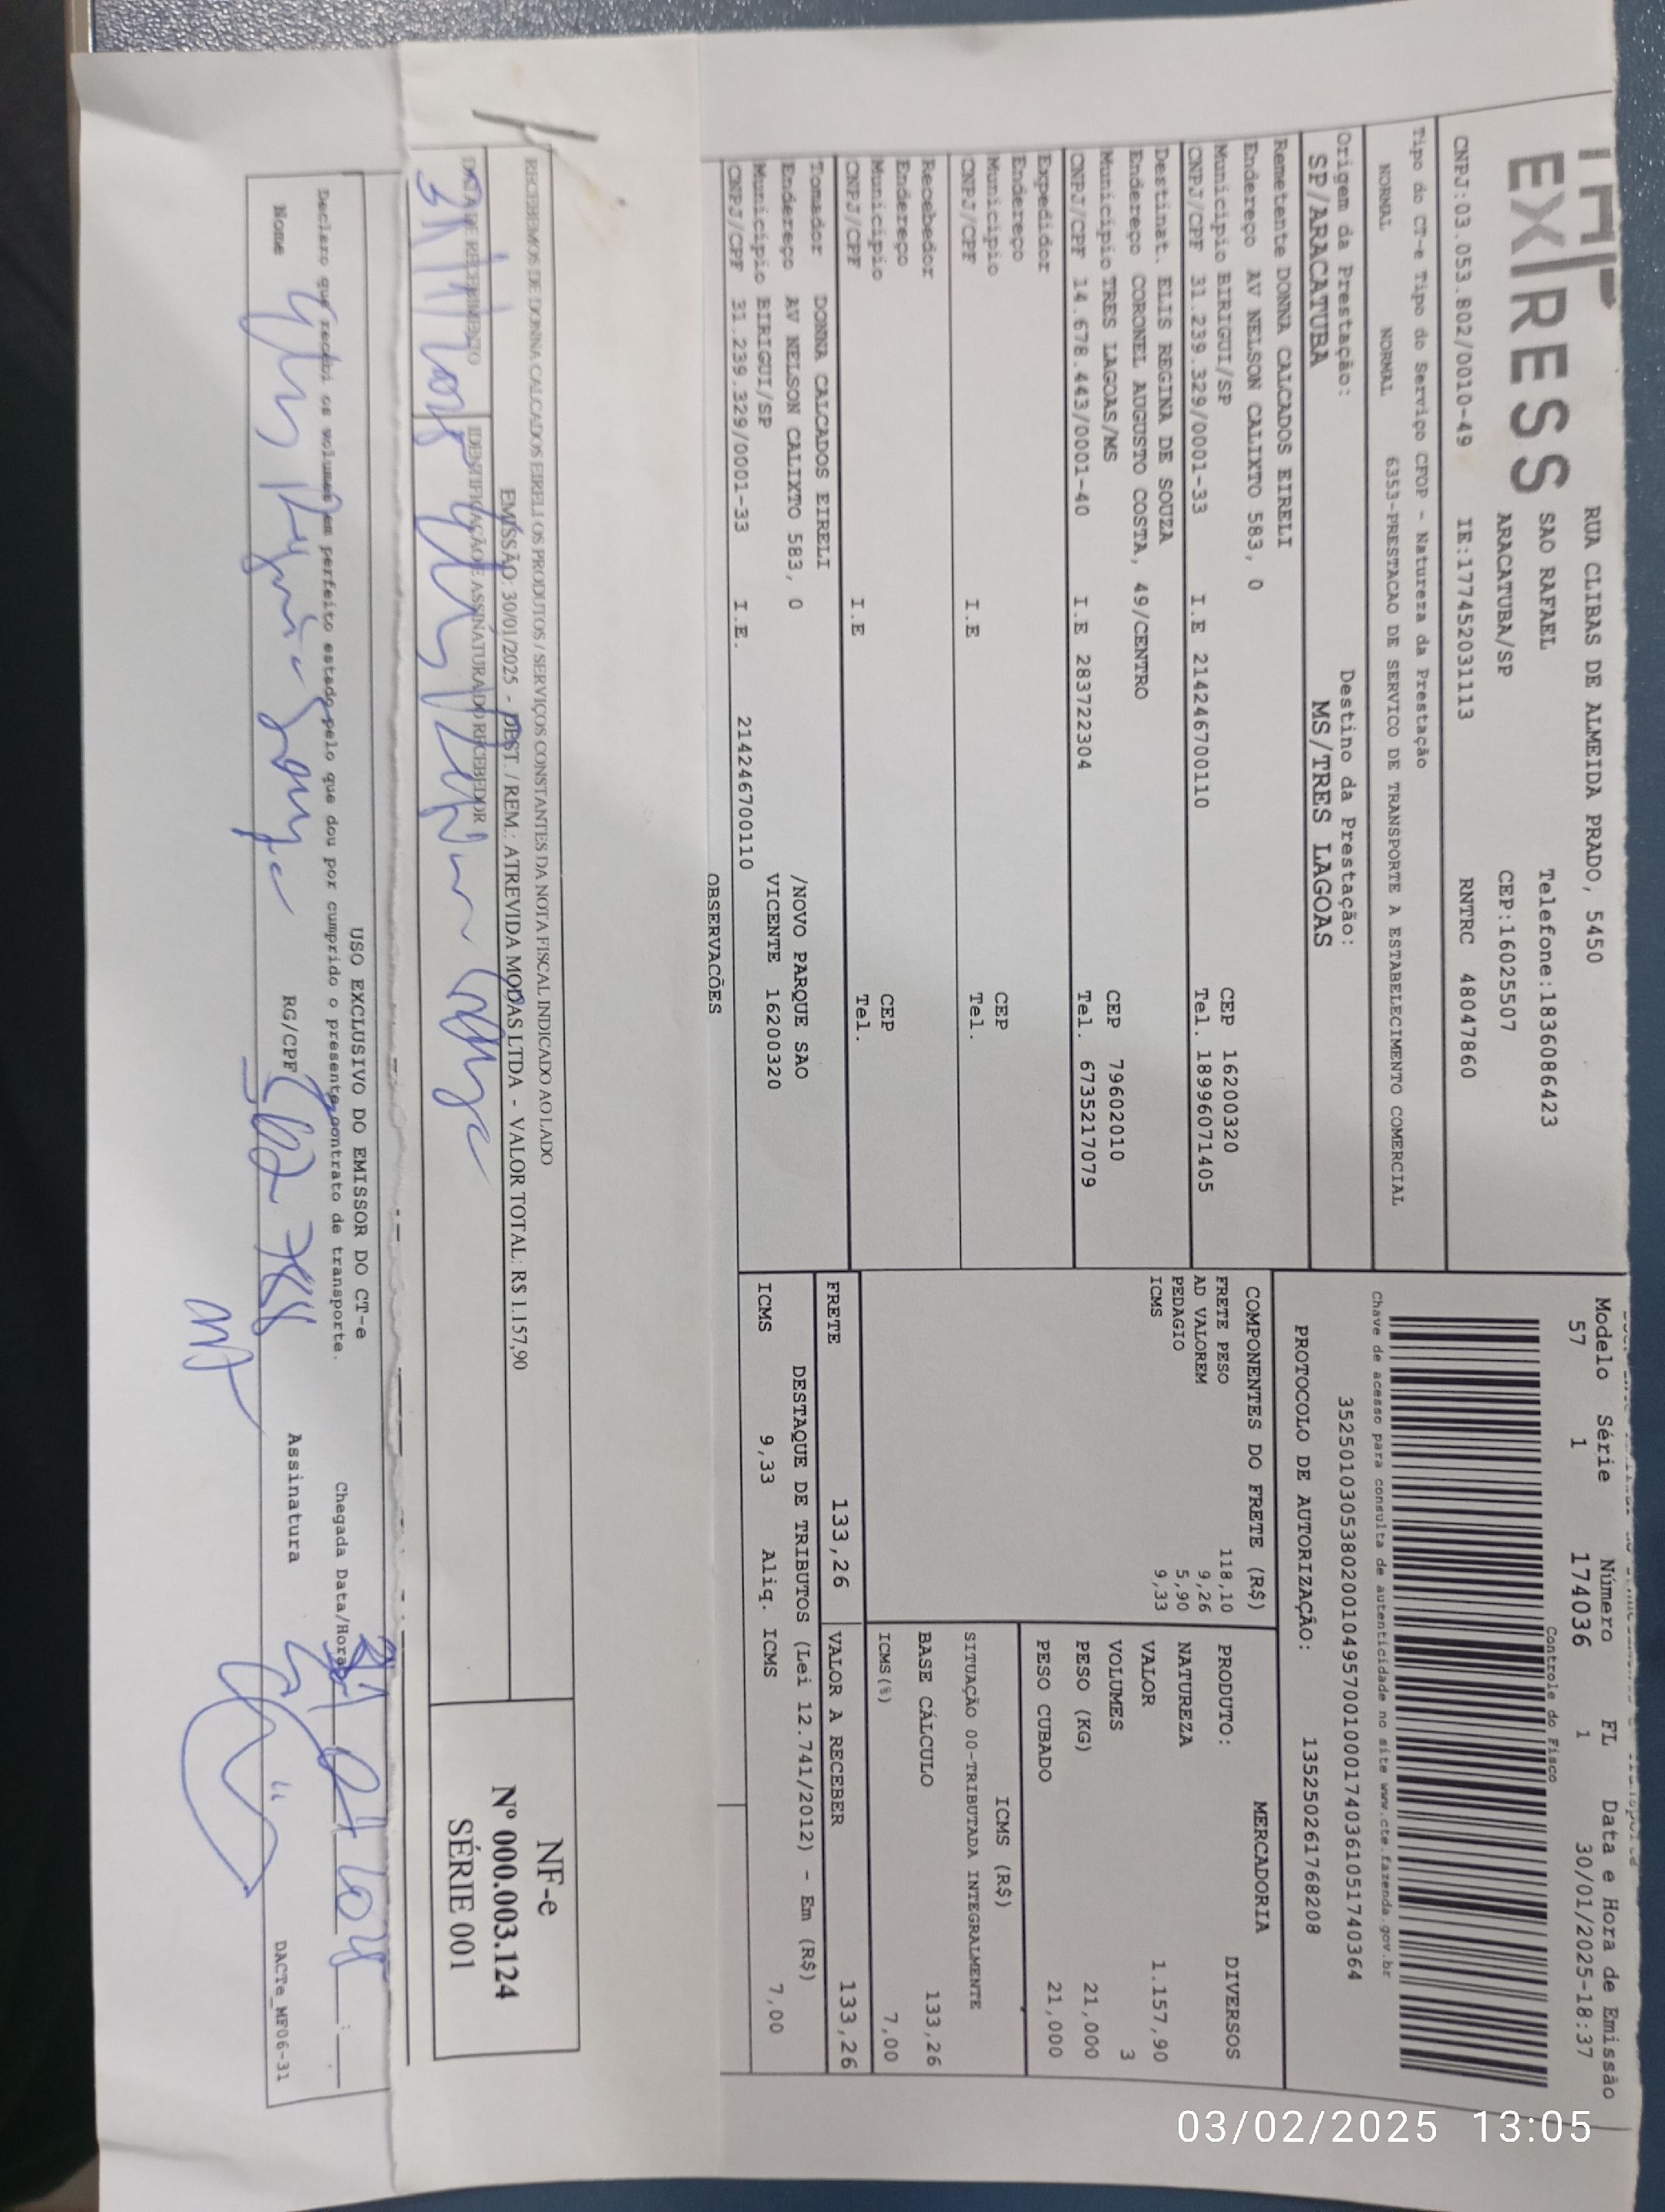 EXPRESS
RUA CLIBAS DE ALMEIDA PRADO, 5450
SAO RAFAEL Telefone:1836086423
ARACATUBA/SP CEP:16025507
CNPJ:03.053.802/0010-49 IE:177452031113 RNTRC 48047860
Modelo Série Número FL Data e Hora de Emissão
57 1 174036 1 30/01/2025-18:37
Controle do Fisco
Tipo do CT-e Tipo do Serviço CFOP - Natureza da Prestação
NORMAL NORMAL 6353-PRESTACAO DE SERVICO DE TRANSPORTE A ESTABELECIMENTO COMERCIAL
Chave de acesso para consulta de autenticidade no site www.cte.fazenda.gov.br
35250103053802001049570010001740361051740364
Origem da Prestação: Destino da Prestação:
SP/ARACATUBA MS/TRES LAGOAS
PROTOCOLO DE AUTORIZAÇÃO: 135250261768208
Remetente DONNA CALCADOS EIRELI
Endereço AV NELSON CALIXTO 583, 0
Município BIRIGUI/SP CEP 16200320
CNPJ/CPF 31.239.329/0001-33 I.E 214246700110 Tel. 18996071405
Destinat. ELIS REGINA DE SOUZA
Endereço CORONEL AUGUSTO COSTA, 49/CENTRO
Município TRES LAGOAS/MS CEP 79602010
CNPJ/CPF 14.678.443/0001-40 I.E 283722304 Tel. 6735217079
Expedidor
Endereço
Município CEP
CNPJ/CPF I.E Tel.
Recebedor
Endereço
Município CEP
CNPJ/CPF I.E Tel.
Tomador DONNA CALCADOS EIRELI
Endereço AV NELSON CALIXTO 583, 0 /NOVO PARQUE SAO
Município BIRIGUI/SP VICENTE 16200320
CNPJ/CPF 31.239.329/0001-33 I.E. 214246700110
OBSERVACÕES
COMPONENTES DO FRETE (R$)
FRETE PESO 118,10
AD VALOREM 9,26
PEDAGIO 5,90
ICMS 9,33
MERCADORIA
PRODUTO: DIVERSOS
NATUREZA
VALOR 1.157,90
VOLUMES 3
PESO (KG) 21,000
PESO CUBADO 21,000
ICMS (R$)
SITUAÇÃO 00-TRIBUTADA INTEGRALMENTE
BASE CÁLCULO 133,26
ICMS(%) 7,00
FRETE 133,26 VALOR A RECEBER 133,26
DESTAQUE DE TRIBUTOS (Lei 12.741/2012) - Em (R$)
ICMS 9,33 Aliq. ICMS 7,00
RECEBEMOS DE DONNA CALCADOS EIRELI OS PRODUTOS / SERVIÇOS CONSTANTES DA NOTA FISCAL INDICADO AO LADO
EMISSÃO: 30/01/2025 - DEST. / REM.: ATREVIDA MODAS LTDA - VALOR TOTAL: R$ 1.157,90
DATA DE RECEBIMENTO IDENTIFICAÇÃO E ASSINATURA DO RECEBEDOR
NF-e
Nº 000.003.124
SÉRIE 001
USO EXCLUSIVO DO EMISSOR DO CT-e
Declaro que recebi os volumes em perfeito estado pelo que dou por cumprido o presente contrato de transporte.
Chegada Data/Hora
Nome RG/CPF Assinatura
DACTe_MF06-31
03/02/2025 13:05